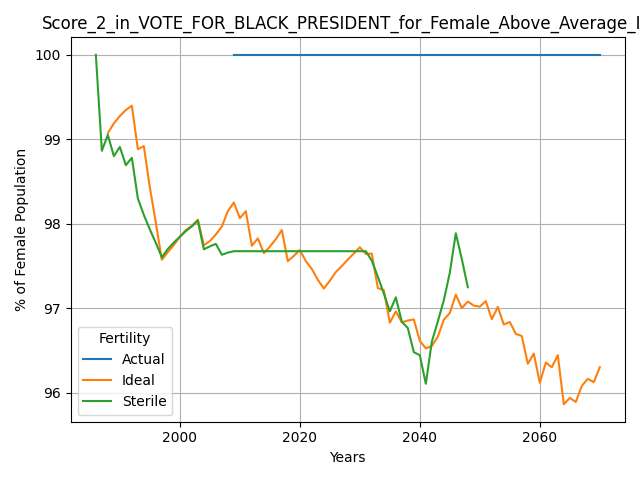 Score_2_in_VOTE_FOR_BLACK_PRESIDENT_for_Female_Above_Average_I
100
99
98
97
96
% of Female Population
Fertility
Actual
Ideal
Sterile
2000
2020
2040
2060
Years